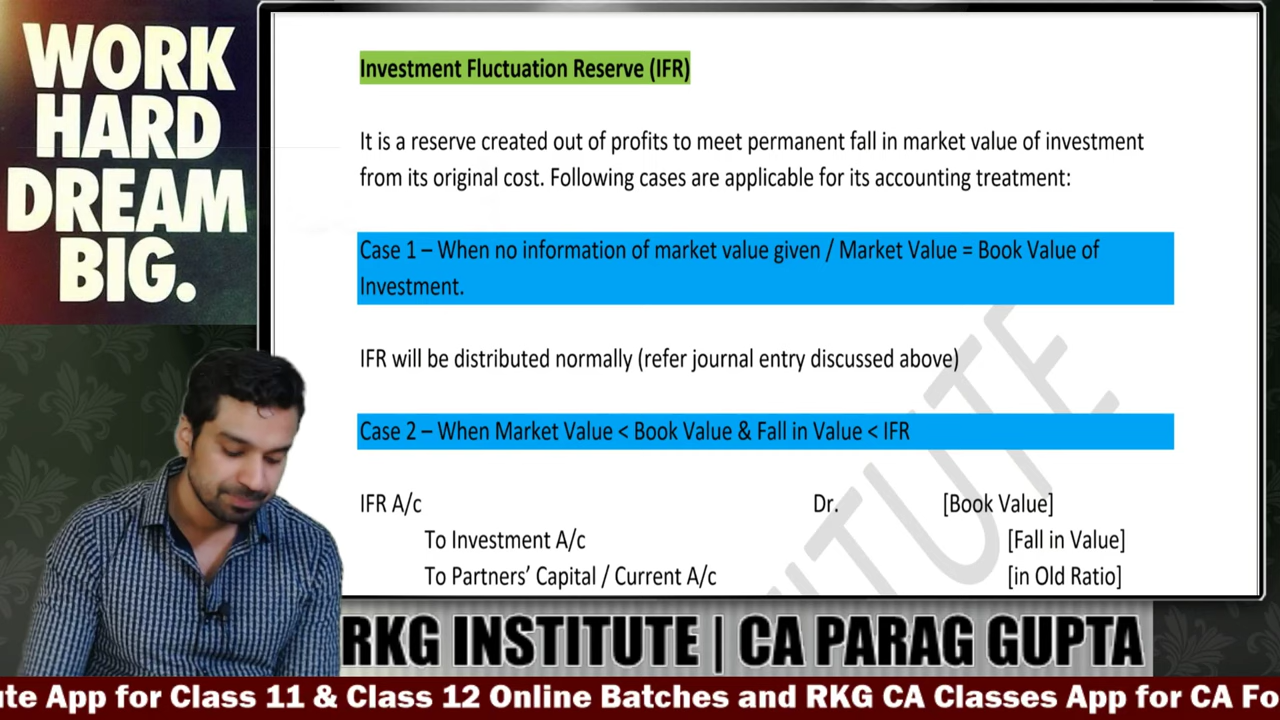 WORK
HARD
DREAM
BIG.
Investment Fluctuation Reserve (IFR)
It is a reserve created out of profits to meet permanent fall in market value of investment
from its original cost. Following cases are applicable for its accounting treatment:
Case 1 – When no information of market value given / Market Value = Book Value of
Investment.
IFR will be distributed normally (refer journal entry discussed above)
Case 2 – When Market Value < Book Value & Fall in Value < IFR
IFR A/c Dr. [Book Value]
To Investment A/c [Fall in Value]
To Partners’ Capital / Current A/c [in Old Ratio]
RKG INSTITUTE | CA PARAG GUPTA
App for Class 11 & Class 12 Online Batches and RKG CA Classes App for CA